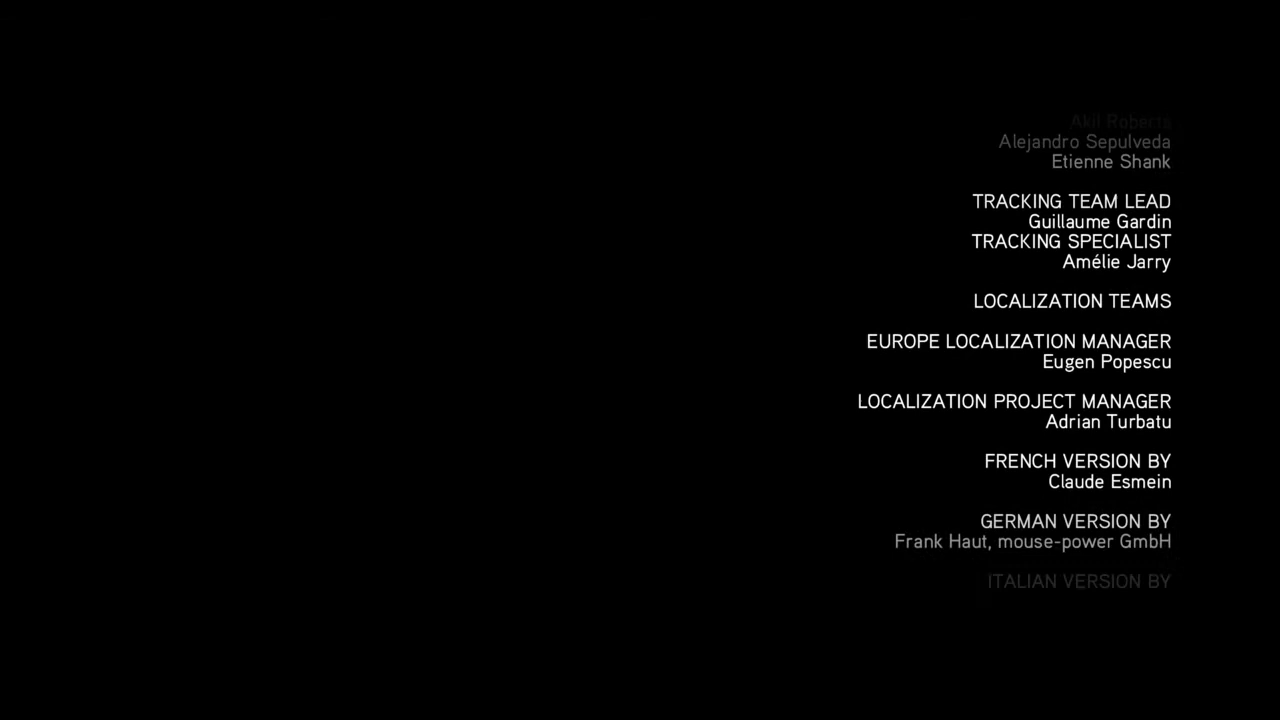 Akil Roberts
Alejandro Sepulveda
Etienne Shank
TRACKING TEAM LEAD
Guillaume Gardin
TRACKING SPECIALIST
Amélie Jarry
LOCALIZATION TEAMS
EUROPE LOCALIZATION MANAGER
Eugen Popescu
LOCALIZATION PROJECT MANAGER
Adrian Turbatu
FRENCH VERSION BY
Claude Esmein
GERMAN VERSION BY
Frank Haut, mouse-power GmbH
ITALIAN VERSION BY